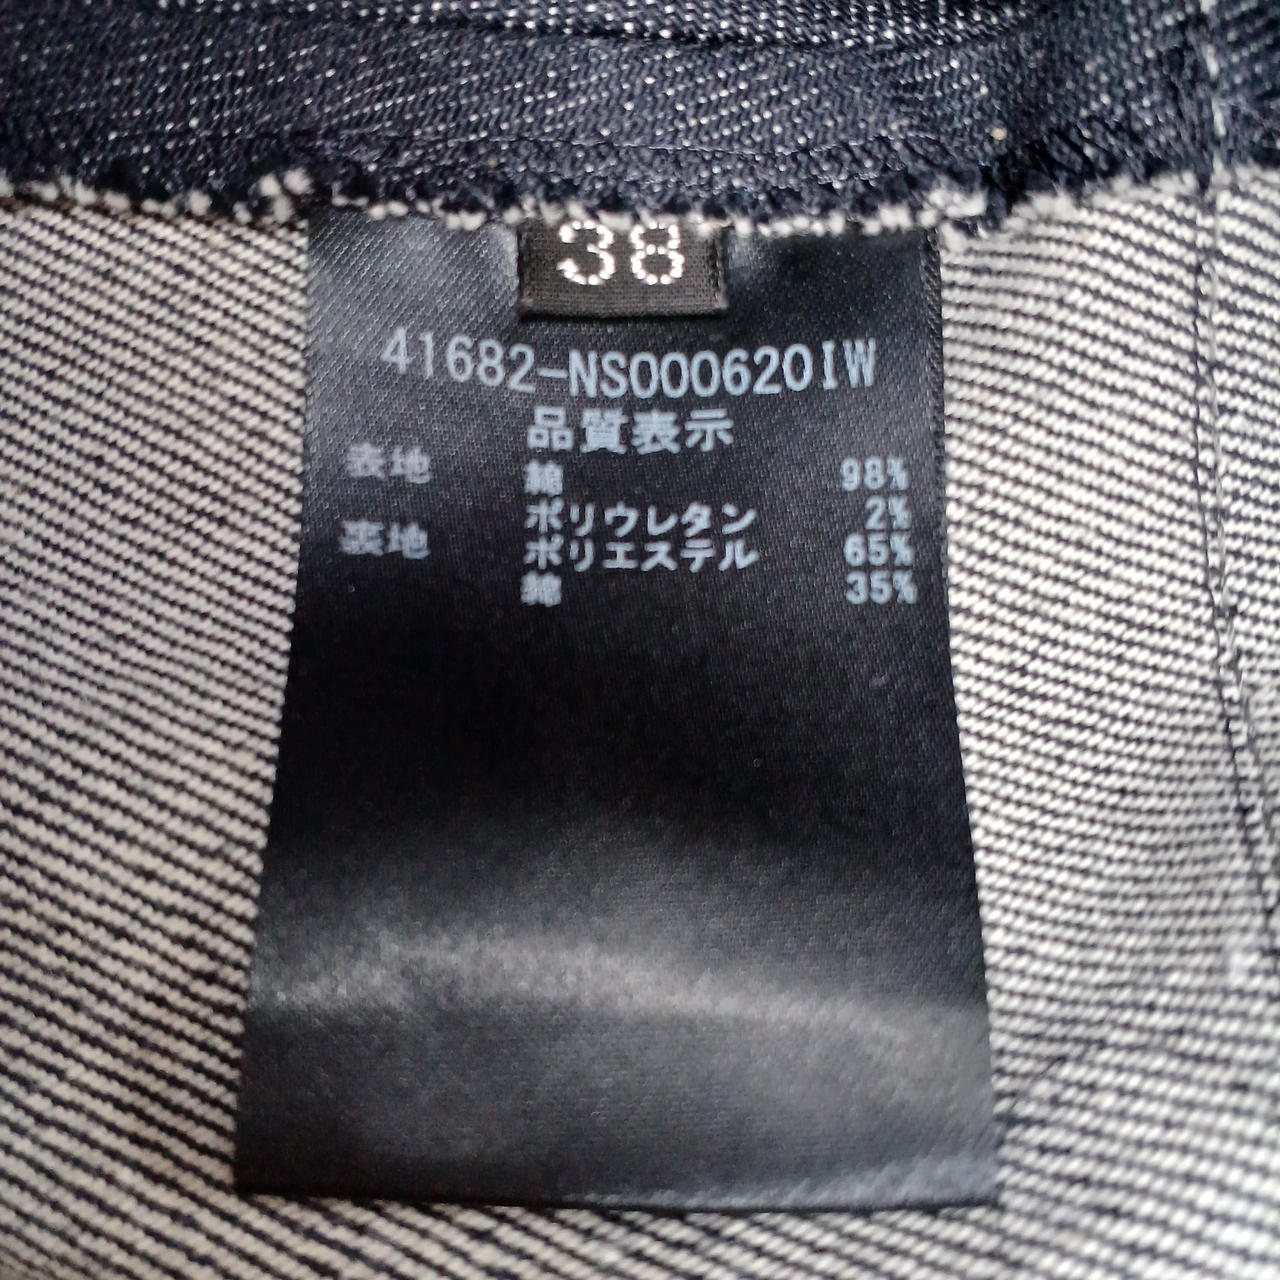 38
41682-NS0006201W
品質表示
表地 綿 98%
ポリウレタン 2%
裏地 ポリエステル 65%
綿 35%